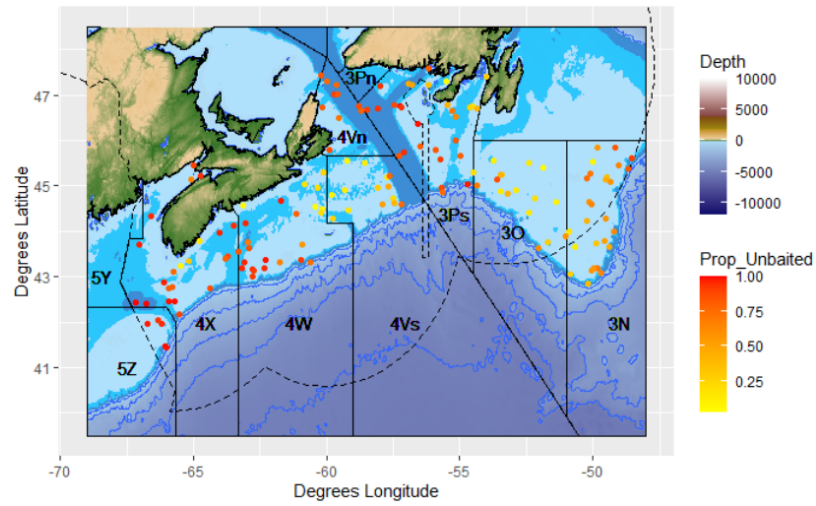 Degrees Latitude
47
45
43
41
3Pn
4Vn
3Ps
3O
5Y
4X
4W
4Vs
3N
5Z
-70
-65
-60
-55
-50
Degrees Longitude
Depth
10000
5000
0
-5000
-10000
Prop_Unbaited
1.00
0.75
0.50
0.25